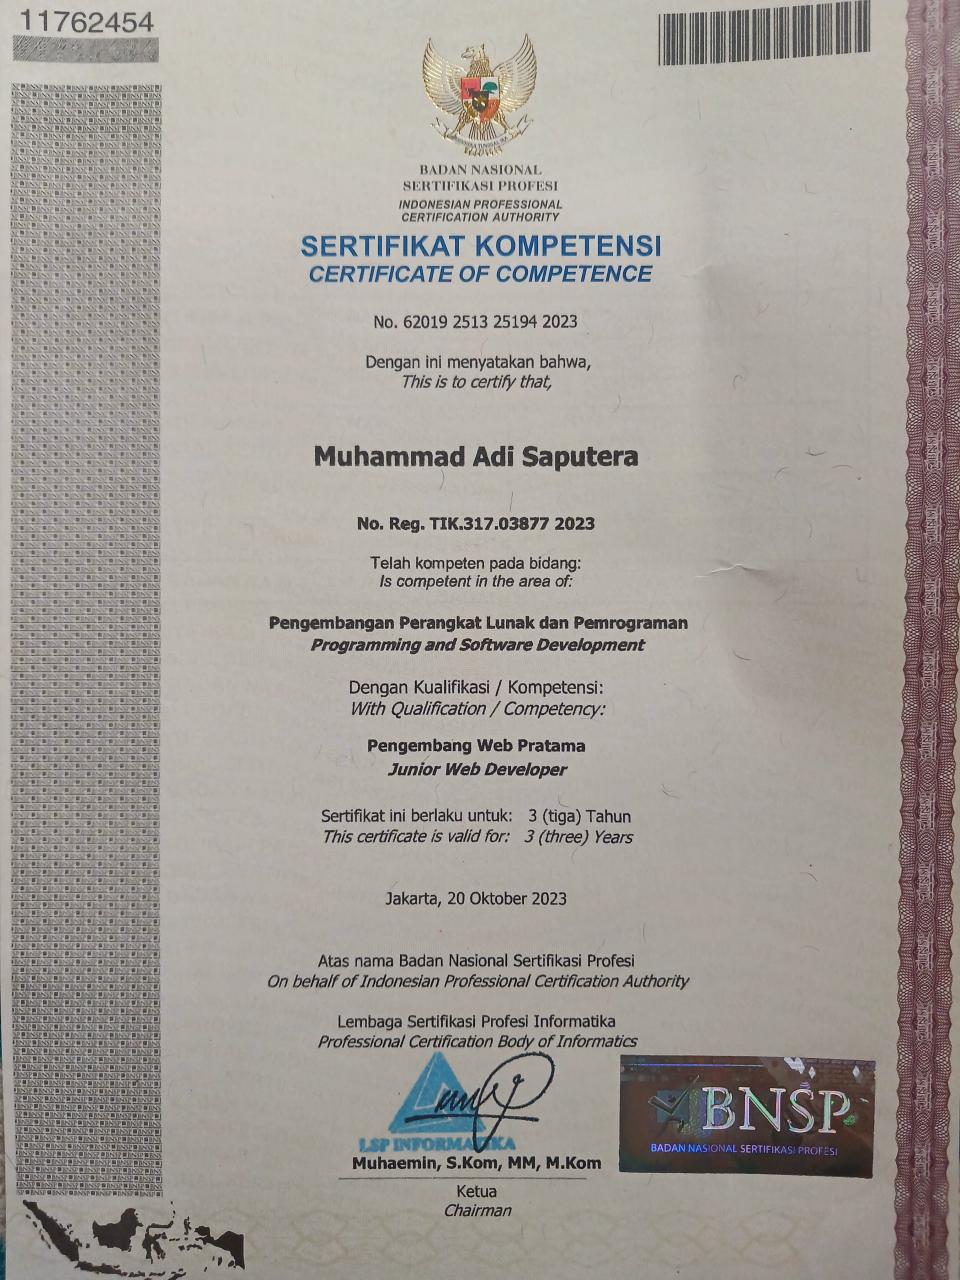 11762454
BADAN NASIONAL
SERTIFIKASI PROFESI
INDONESIAN PROFESSIONAL
CERTIFICATION AUTHORITY
SERTIFIKAT KOMPETENSI
CERTIFICATE OF COMPETENCE
No. 62019 2513 25194 2023
Dengan ini menyatakan bahwa,
This is to certify that,
Muhammad Adi Saputera
No. Reg. TIK.317.03877 2023
Telah kompeten pada bidang:
Is competent in the area of:
Pengembangan Perangkat Lunak dan Pemrograman
Programming and Software Development
Dengan Kualifikasi / Kompetensi:
With Qualification / Competency:
Pengembang Web Pratama
Junior Web Developer
Sertifikat ini berlaku untuk: 3 (tiga) Tahun
This certificate is valid for: 3 (three) Years
Jakarta, 20 Oktober 2023
Atas nama Badan Nasional Sertifikasi Profesi
On behalf of Indonesian Professional Certification Authority
Lembaga Sertifikasi Profesi Informatika
Professional Certification Body of Informatics
LSP INFORMATIKA
Muhaemin, S.Kom, MM, M.Kom
Ketua
Chairman
BNSP
BADAN NASIONAL SERTIFIKASI PROFESI